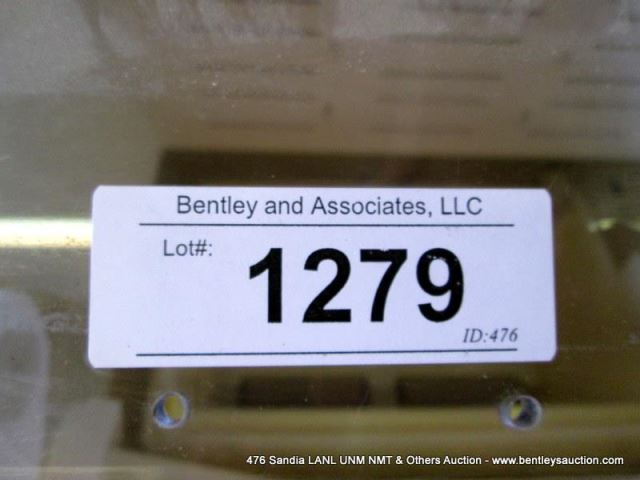 Bentley and Associates, LLC
Lot#:
1279
ID:476
476 Sandia LANL UNM NMT & Others Auction - www.bentleysauction.com